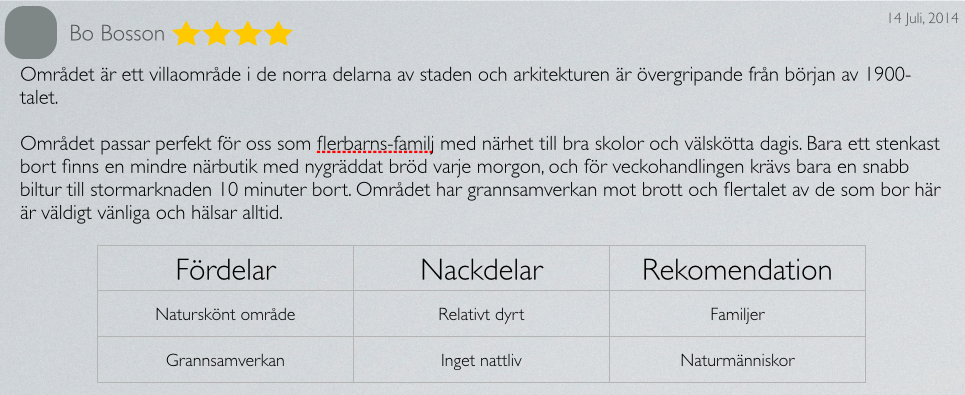 Bo Bosson
14 Juli, 2014
Området är ett villaområde i de norra delarna av staden och arkitekturen är övergripande från början av 1900-
talet.
Området passar perfekt för oss som flerbarns-familj med närhet till bra skolor och välskötta dagis. Bara ett stenkast
bort finns en mindre närbutik med nygräddat bröd varje morgon, och för veckohandlingen krävs bara en snabb
biltur till stormarknaden 10 minuter bort. Området har grannsamverkan mot brott och flertalet av de som bor här
är väldigt vänliga och hälsar alltid.
Fördelar Nackdelar Rekomendation
Naturskönt område Relativt dyrt Familjer
Grannsamverkan Inget nattliv Naturmänniskor